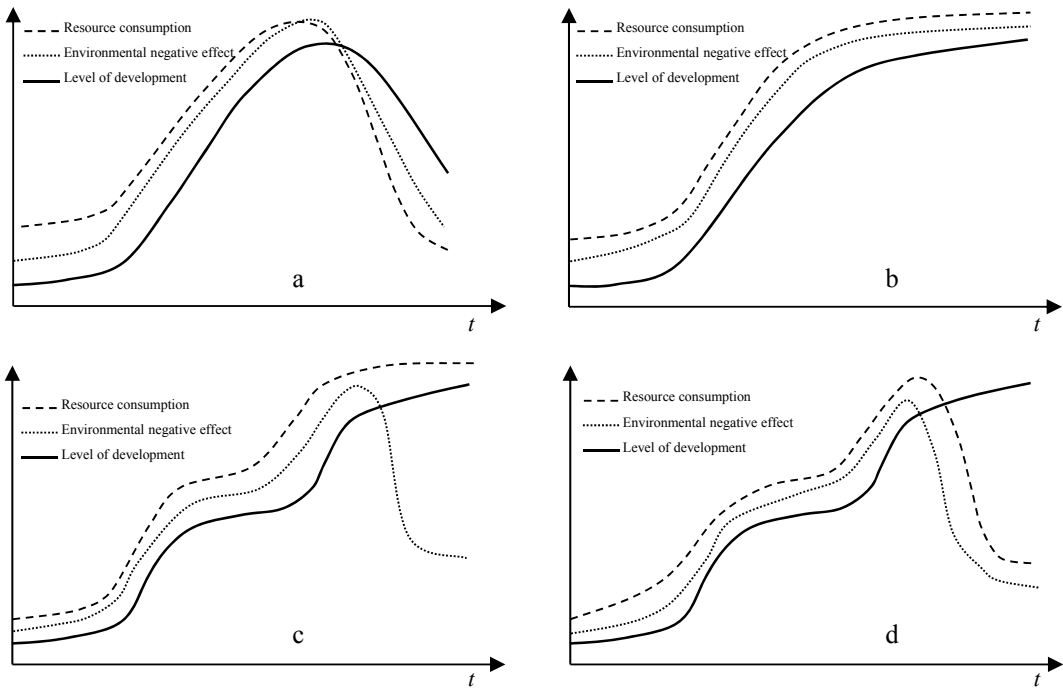 Resource consumption
Environmental negative effect
Level of development
a
t
Resource consumption
Environmental negative effect
Level of development
b
t
Resource consumption
Environmental negative effect
Level of development
c
t
Resource consumption
Environmental negative effect
Level of development
d
t